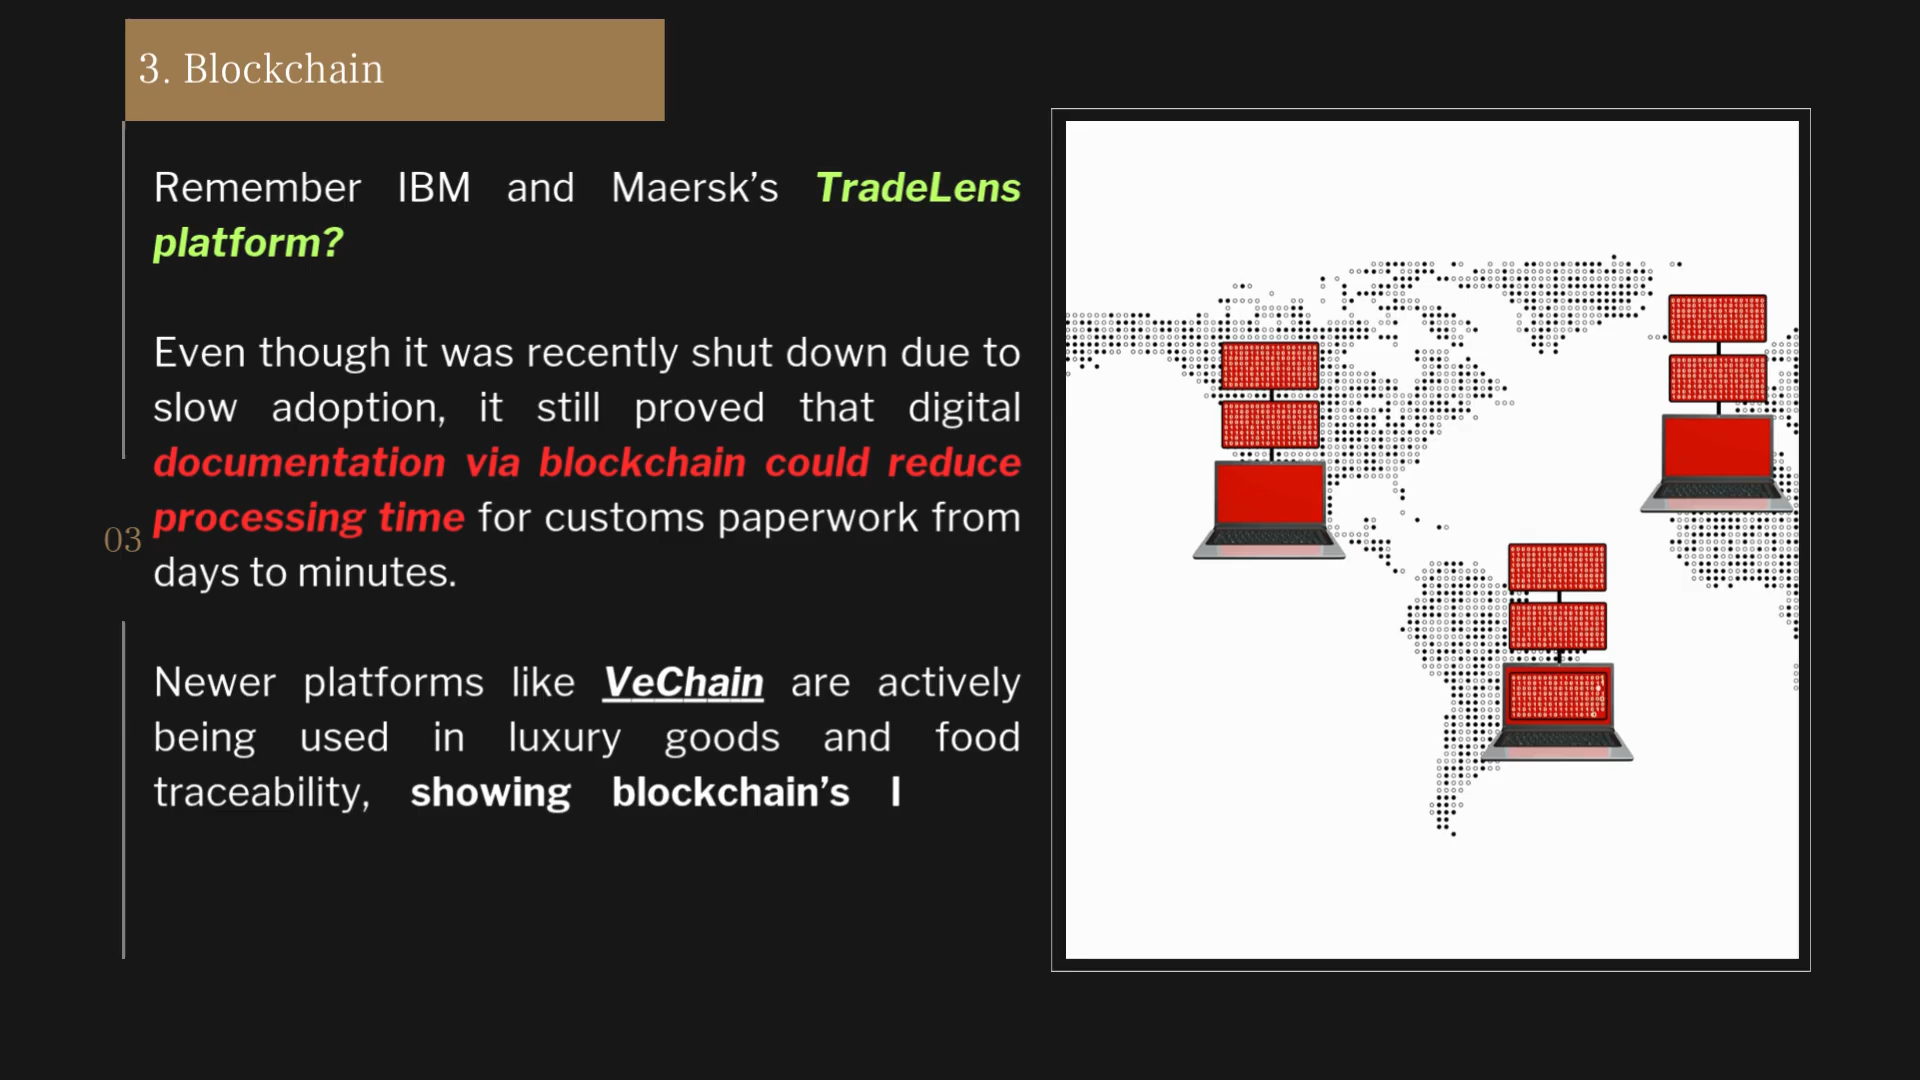 3. Blockchain
Remember IBM and Maersk’s TradeLens
platform?
Even though it was recently shut down due to
slow adoption, it still proved that digital
documentation via blockchain could reduce
processing time for customs paperwork from
days to minutes.
03
Newer platforms like VeChain are actively
being used in luxury goods and food
traceability, showing blockchain’s l